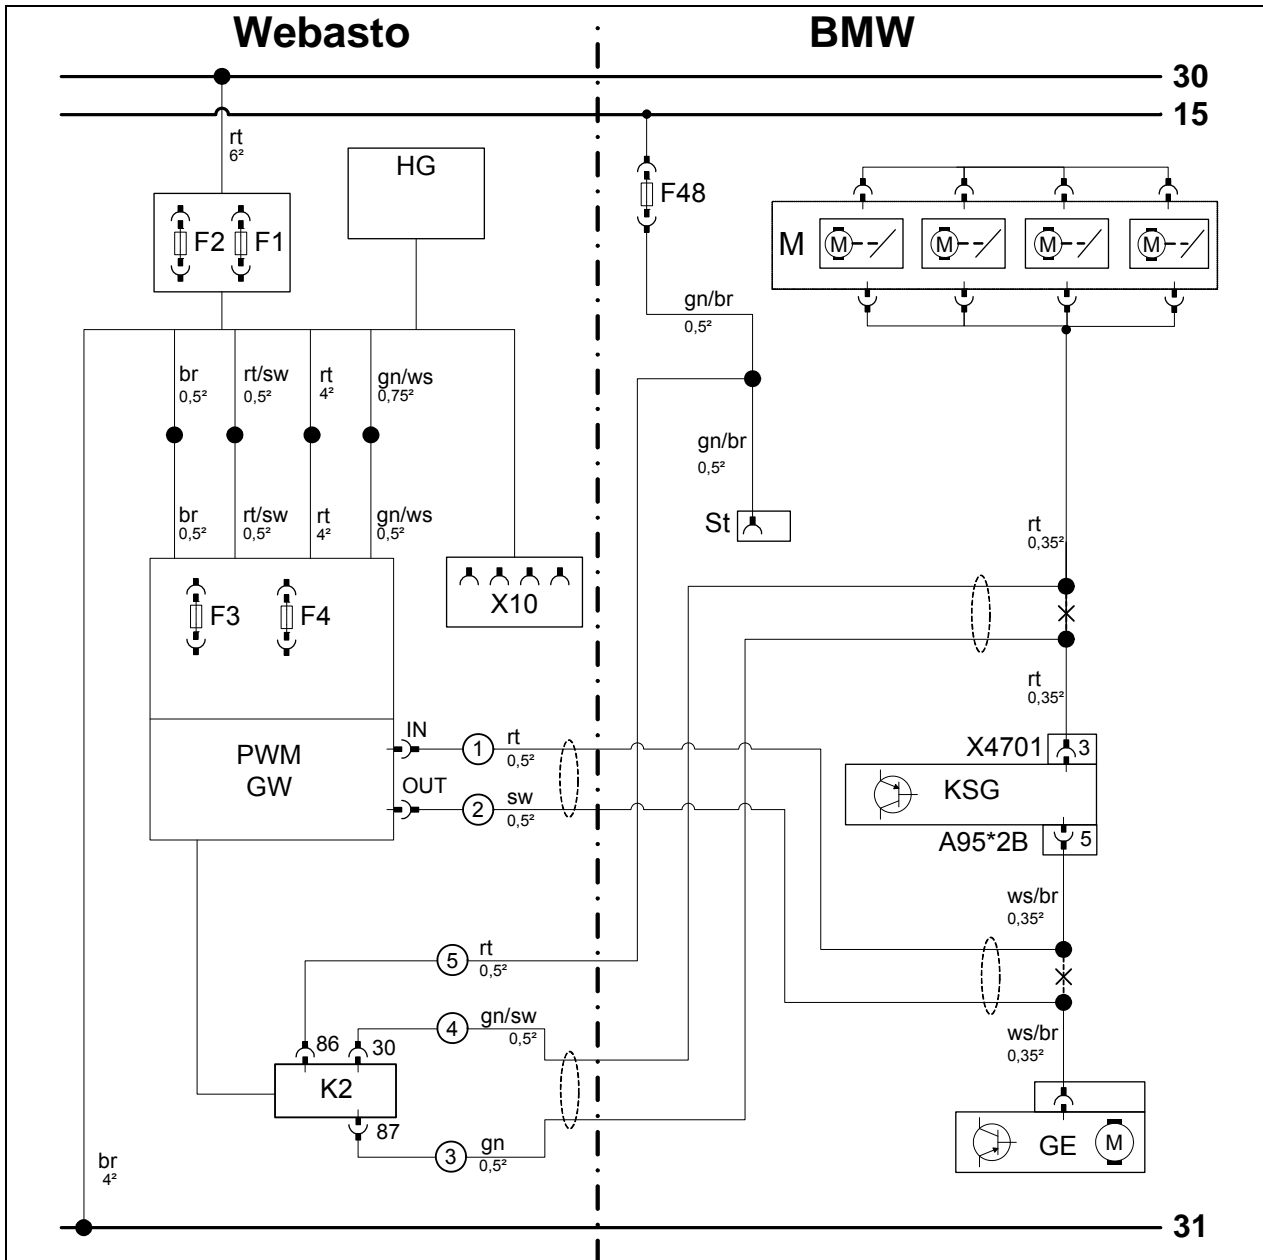 Webasto
BMW
30
15
rt
6²
HG
F2
F1
F48
M
M
M
M
M
gn/br
0,5²
br
0,5²
rt/sw
0,5²
rt
4²
gn/ws
0,75²
gn/br
0,5²
br
0,5²
rt/sw
0,5²
rt
4²
gn/ws
0,5²
St
rt
0,35²
F3
F4
X10
rt
0,35²
IN
1
rt
0,5²
X4701
3
PWM
GW
OUT
2
sw
0,5²
KSG
A95*2B
5
ws/br
0,35²
5
rt
0,5²
4
gn/sw
0,5²
ws/br
0,35²
86
30
K2
87
3
gn
0,5²
GE
M
br
4²
31